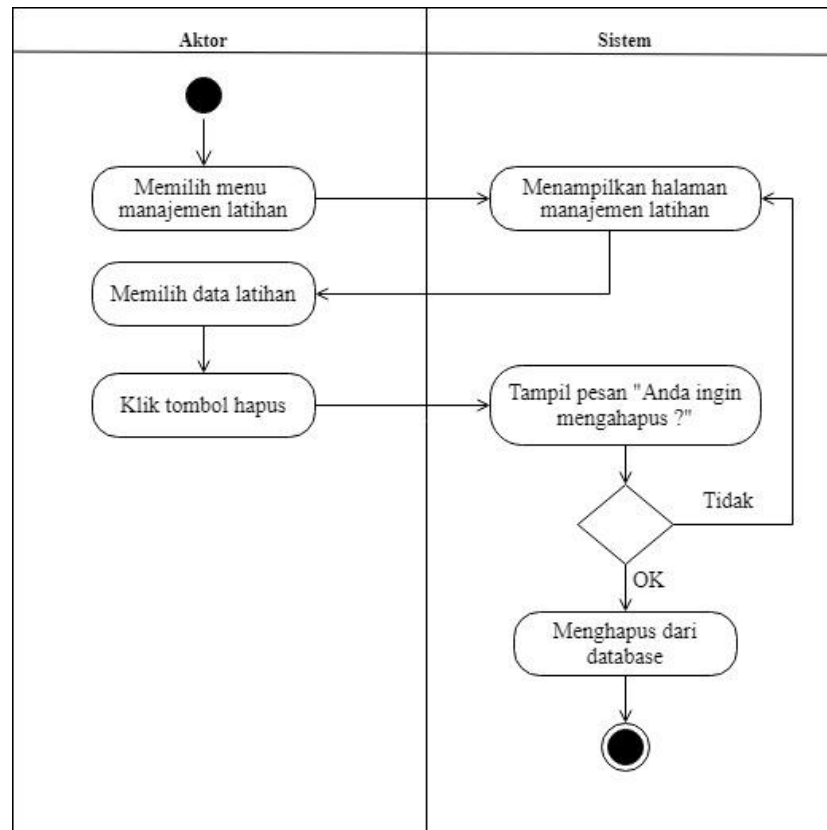 Aktor
Sistem
Memilih menu
manajemen latihan
Menampilkan halaman
manajemen latihan
Memilih data latihan
Klik tombol hapus
Tampil pesan "Anda ingin
mengahapus ?"
Tidak
OK
Menghapus dari
database